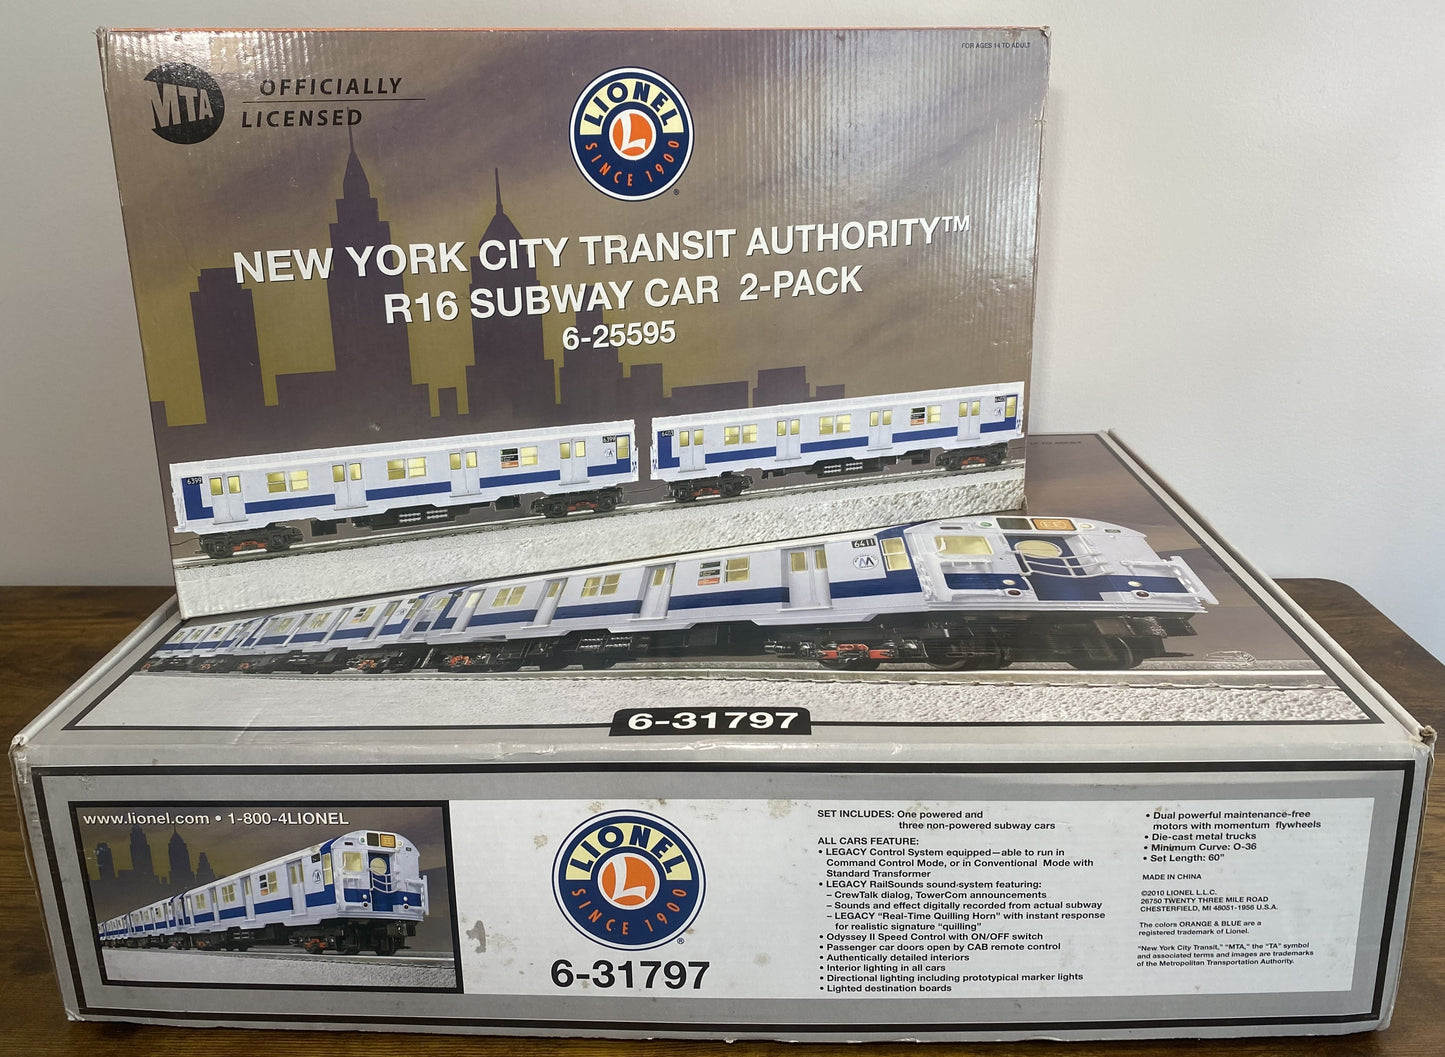 FOR AGES 14 TO ADULT
MTA
OFFICIALLY
LICENSED
LIONEL
L
SINCE 1900
®
NEW YORK CITY TRANSIT AUTHORITY™
R16 SUBWAY CAR 2-PACK
6-25595
6399
6399
6403
6403
TO ADULT
EE
6411
M
6-31797
www.lionel.com • 1-800-4LIONEL
LIONEL
L
SINCE 1900
®
6-31797
SET INCLUDES: One powered and
three non-powered subway cars
ALL CARS FEATURE:
• LEGACY Control System equipped—able to run in
Command Control Mode, or in Conventional Mode with
Standard Transformer
• LEGACY RailSounds sound-system featuring:
– CrewTalk dialog, TowerCom announcements
– Sounds and effect digitally recorded from actual subway
– LEGACY "Real-Time Quilling Horn" with instant response
for realistic signature "quilling"
• Odyssey II Speed Control with ON/OFF switch
• Passenger car doors open by CAB remote control
• Authentically detailed interiors
• Interior lighting in all cars
• Directional lighting including prototypical marker lights
• Lighted destination boards
• Dual powerful maintenance-free
motors with momentum flywheels
• Die-cast metal trucks
• Minimum Curve: O-36
• Set Length: 60"
MADE IN CHINA
©2010 LIONEL L.L.C.
26750 TWENTY THREE MILE ROAD
CHESTERFIELD, MI 48051-1956 U.S.A.
The colors ORANGE & BLUE are a
registered trademark of Lionel.
"New York City Transit," "MTA," the "TA" symbol
and associated terms and images are trademarks
of the Metropolitan Transportation Authority.